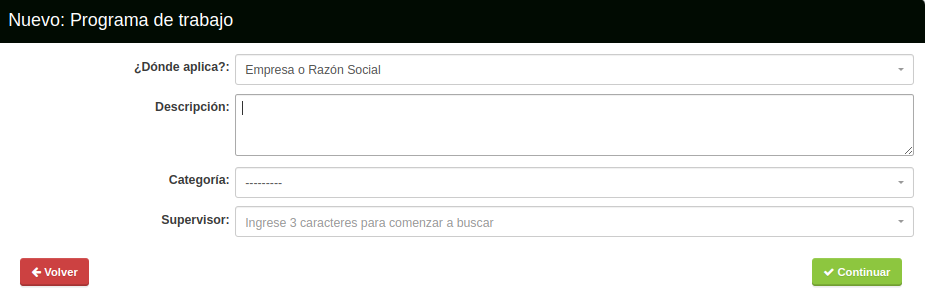 Nuevo: Programa de trabajo
¿Dónde aplica?: Empresa o Razón Social
Descripción:
Categoría: ---------
Supervisor: Ingrese 3 caracteres para comenzar a buscar
Volver Continuar